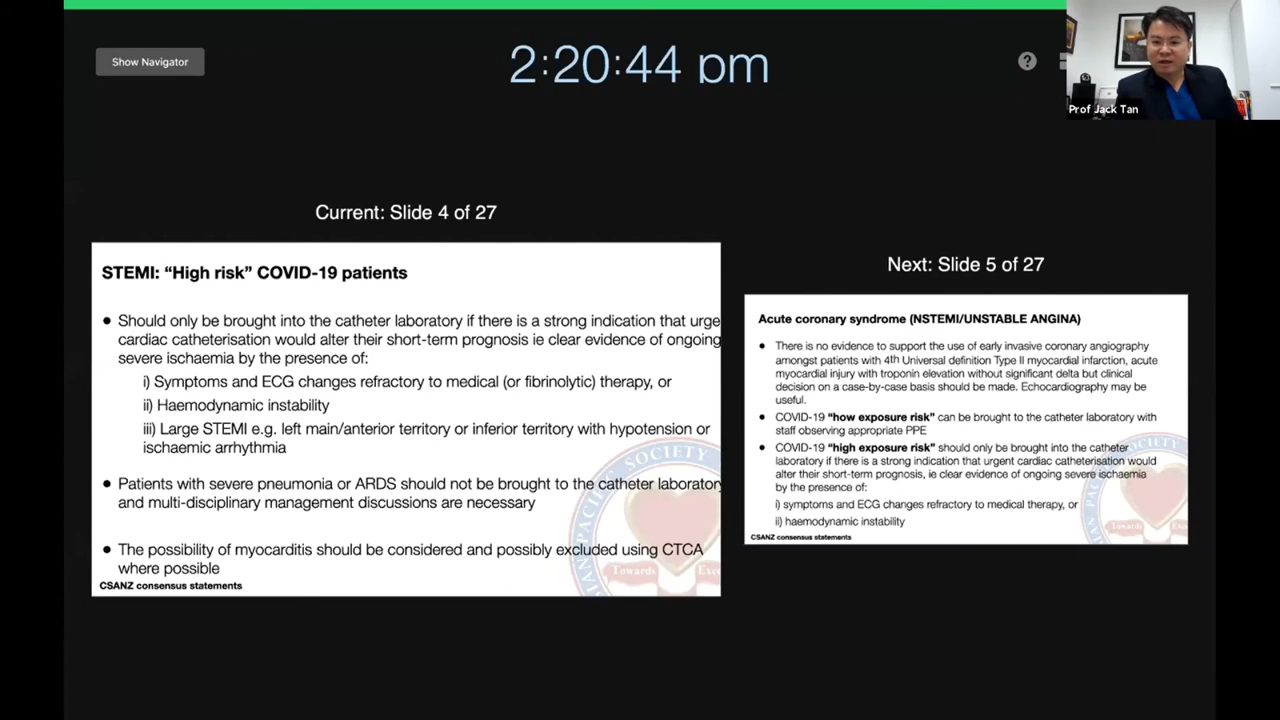 Show Navigator
2:20:44 pm
Prof Jack Tan
Current: Slide 4 of 27
STEMI: “High risk” COVID-19 patients
● Should only be brought into the catheter laboratory if there is a strong indication that urge
cardiac catheterisation would alter their short-term prognosis ie clear evidence of ongoing
severe ischaemia by the presence of:
i) Symptoms and ECG changes refractory to medical (or fibrinolytic) therapy, or
ii) Haemodynamic instability
iii) Large STEMI e.g. left main/anterior territory or inferior territory with hypotension or
ischaemic arrhythmia
● Patients with severe pneumonia or ARDS should not be brought to the catheter laboratory
and multi-disciplinary management discussions are necessary
● The possibility of myocarditis should be considered and possibly excluded using CTCA
where possible
CSANZ consensus statements
SOCIETY
Towards
Next: Slide 5 of 27
Acute coronary syndrome (NSTEMI/UNSTABLE ANGINA)
● There is no evidence to support the use of early invasive coronary angiography
amongst patients with 4th Universal definition Type II myocardial infarction, acute
myocardial injury with troponin elevation without significant delta but clinical
decision on a case-by-case basis should be made. Echocardiography may be
useful.
● COVID-19 “how exposure risk” can be brought to the catheter laboratory with
staff observing appropriate PPE
● COVID-19 “high exposure risk” should only be brought into the catheter
laboratory if there is a strong indication that urgent cardiac catheterisation would
alter their short-term prognosis, ie clear evidence of ongoing severe ischaemia
by the presence of:
i) symptoms and ECG changes refractory to medical therapy, or
ii) haemodynamic instability
CSANZ consensus statements
Towards